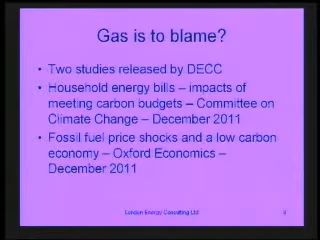 Gas is to blame?
• Two studies released by DECC
• Household energy bills – impacts of
meeting carbon budgets – Committee on
Climate Change – December 2011
• Fossil fuel price shocks and a low carbon
economy – Oxford Economics –
December 2011
London Energy Consulting Ltd